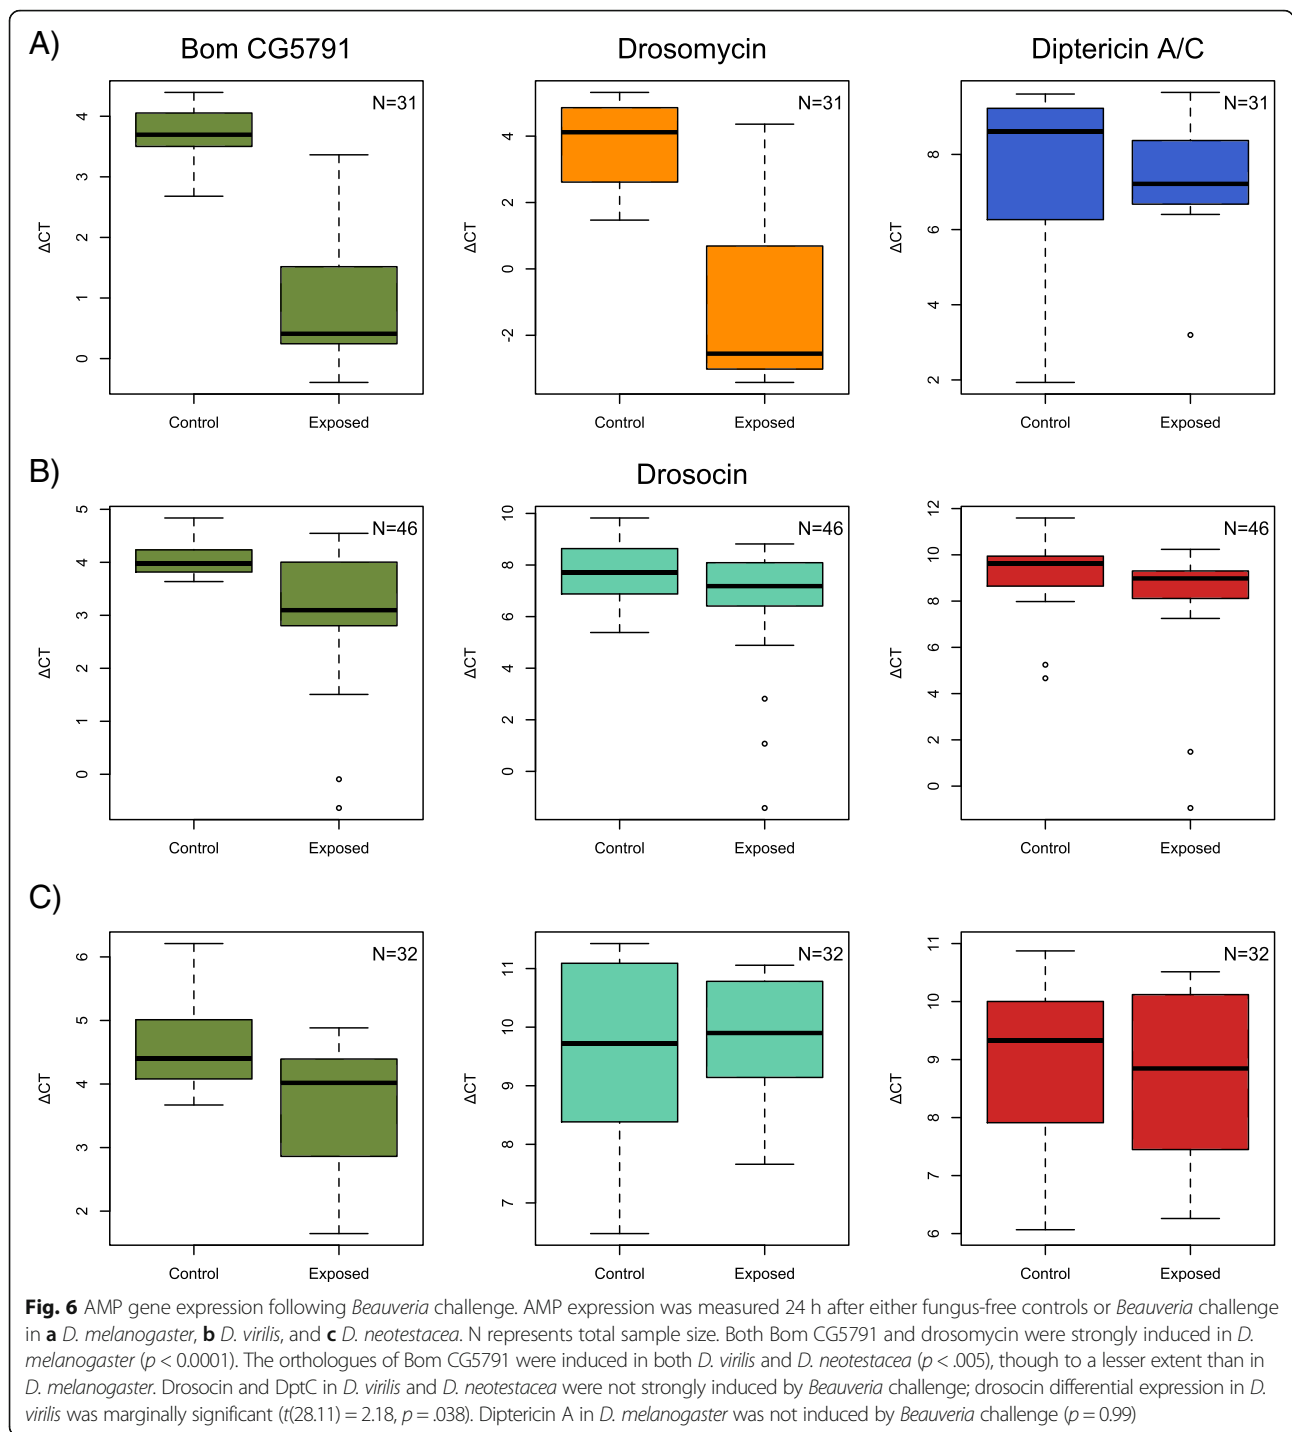 A)
Bom CG5791
Drosomycin
Diptericin A/C
N=31
N=31
N=31
ΔCT
4
3
2
1
0
ΔCT
4
2
0
-2
ΔCT
8
6
4
2
Control
Exposed
Control
Exposed
Control
Exposed
B)
Drosocin
N=46
N=46
N=46
ΔCT
5
4
3
2
1
0
ΔCT
10
8
6
4
2
0
ΔCT
12
10
8
6
4
2
0
Control
Exposed
Control
Exposed
Control
Exposed
C)
N=32
N=32
N=32
ΔCT
6
5
4
3
2
ΔCT
11
10
9
8
7
ΔCT
11
10
9
8
7
6
Control
Exposed
Control
Exposed
Control
Exposed
Fig. 6 AMP gene expression following Beauveria challenge. AMP expression was measured 24 h after either fungus-free controls or Beauveria challenge
in a D. melanogaster, b D. virilis, and c D. neotestacea. N represents total sample size. Both Bom CG5791 and drosomycin were strongly induced in D.
melanogaster (p < 0.0001). The orthologues of Bom CG5791 were induced in both D. virilis and D. neotestacea (p < .005), though to a lesser extent than in
D. melanogaster. Drosocin and DptC in D. virilis and D. neotestacea were not strongly induced by Beauveria challenge; drosocin differential expression in D.
virilis was marginally significant (t(28.11) = 2.18, p = .038). Diptericin A in D. melanogaster was not induced by Beauveria challenge (p = 0.99)